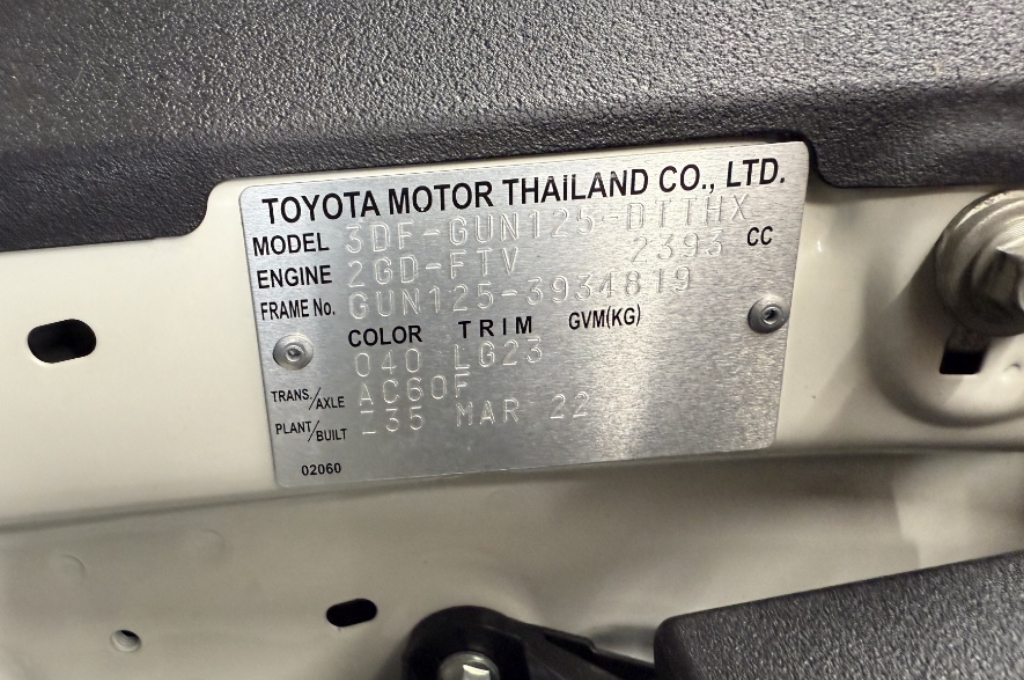 TOYOTA MOTOR THAILAND CO., LTD.
MODEL 3DF-GUN125-DTTHX
ENGINE 2GD-FTV 2393 CC
FRAME No. GUN125-3934819
COLOR TRIM GVM(KG)
040 LG23
TRANS./AXLE AC60F
PLANT/BUILT -35 MAR 22
02060